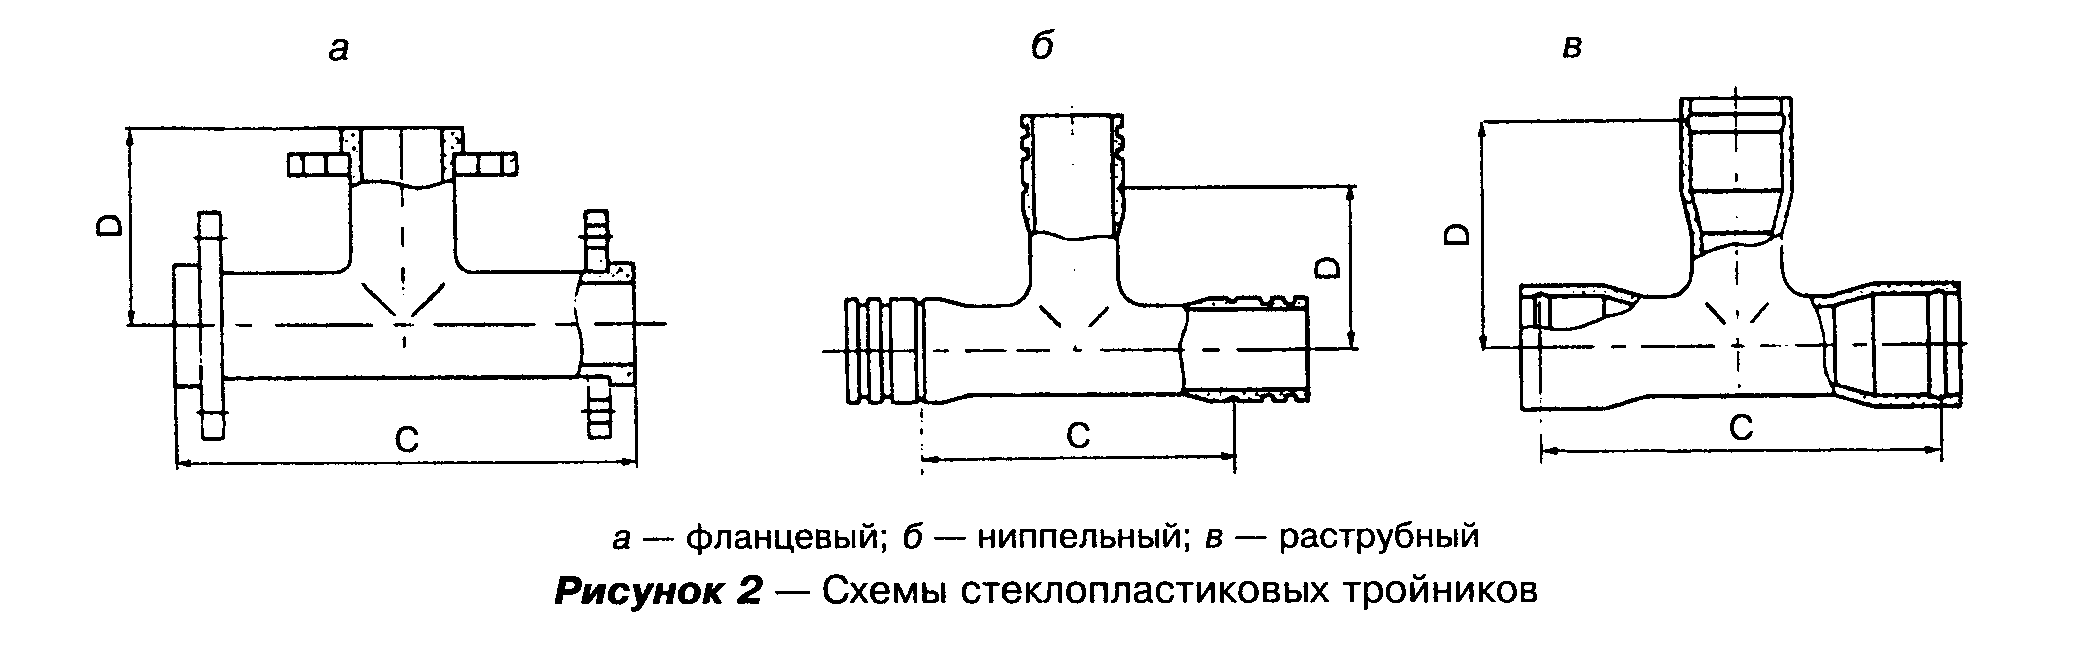 а б в
D
D
D
C
C
C
а — фланцевый; б — ниппельный; в — раструбный
Рисунок 2 — Схемы стеклопластиковых тройников